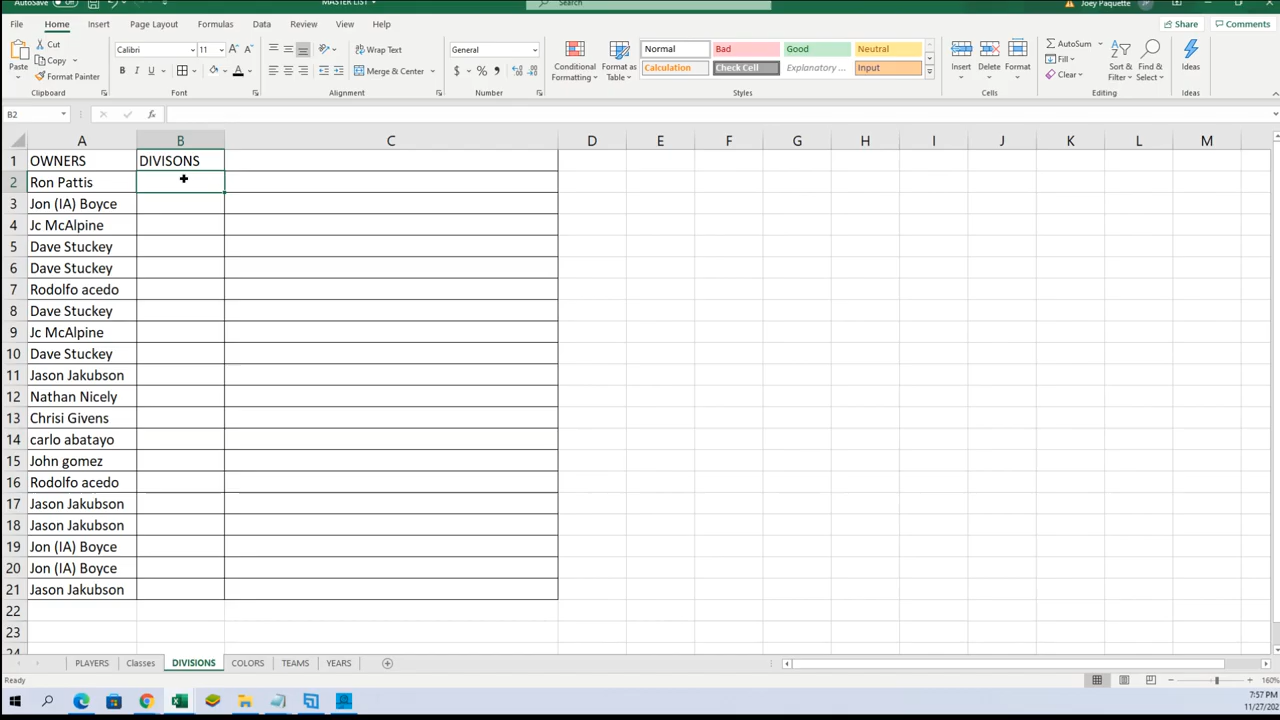 AutoSave Off MASTER LIST Search Joey Paquette JP
File Home Insert Page Layout Formulas Data Review View Help Share Comments
Paste Cut Calibri 11 Wrap Text General Conditional Formatting Format as Table Normal Bad Good Neutral Insert Delete Format AutoSum Sort & Filter Find & Select Ideas
Copy Fill
Format Painter B I U Merge & Center $ % Calculation Check Cell Explanatory ... Input Clear
Clipboard Font Alignment Number Styles Cells Editing Ideas
B2 fx
A B C D E F G H I J K L M
1 OWNERS DIVISONS
2 Ron Pattis
3 Jon (IA) Boyce
4 Jc McAlpine
5 Dave Stuckey
6 Dave Stuckey
7 Rodolfo acedo
8 Dave Stuckey
9 Jc McAlpine
10 Dave Stuckey
11 Jason Jakubson
12 Nathan Nicely
13 Chrisi Givens
14 carlo abatayo
15 John gomez
16 Rodolfo acedo
17 Jason Jakubson
18 Jason Jakubson
19 Jon (IA) Boyce
20 Jon (IA) Boyce
21 Jason Jakubson
22
23
24
PLAYERS Classes DIVISIONS COLORS TEAMS YEARS
Ready 160%
7:57 PM
11/27/202